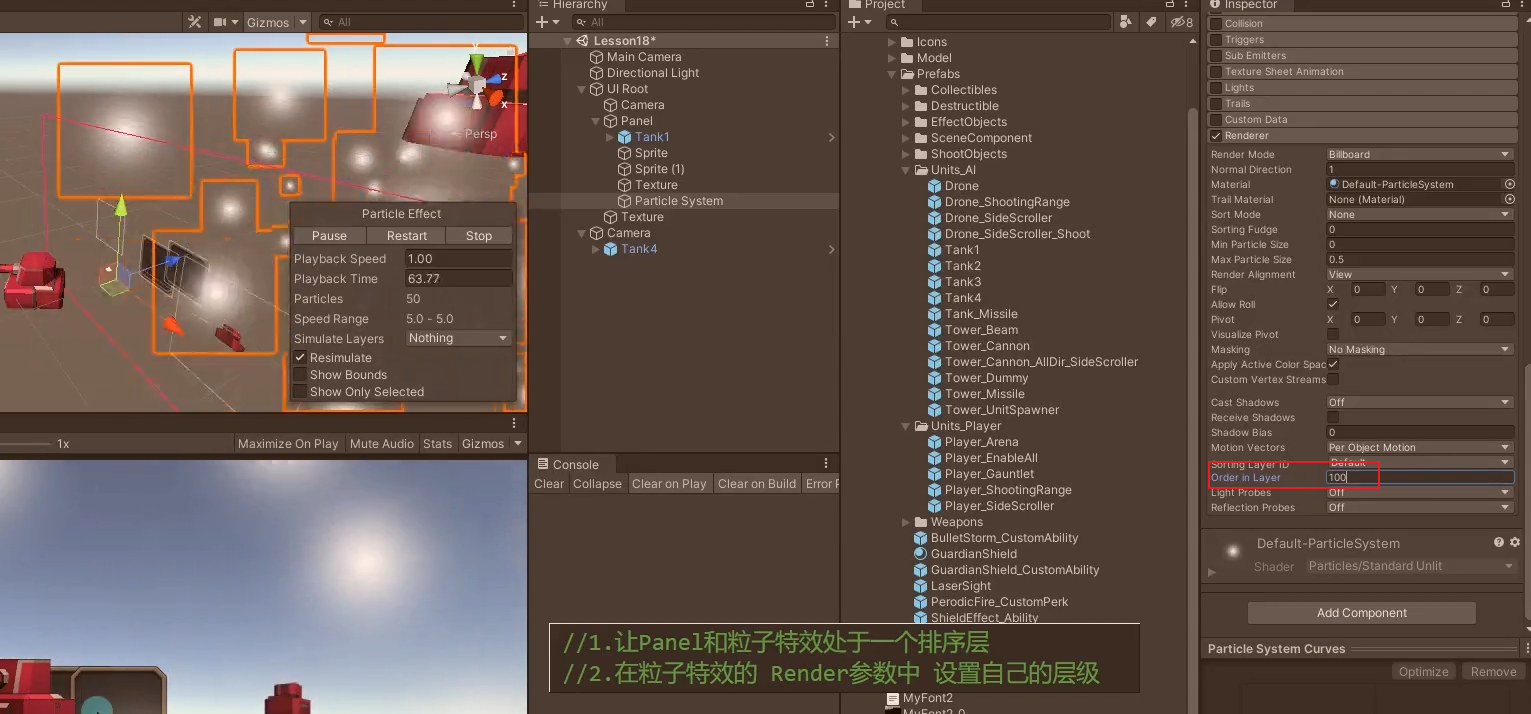 Gizmos
All
Persp
z
x
Particle Effect
Pause
Restart
Stop
Playback Speed
1.00
Playback Time
63.77
Particles
50
Speed Range
5.0 - 5.0
Simulate Layers
Nothing
Resimulate
Show Bounds
Show Only Selected
1x
Maximize On Play
Mute Audio
Stats
Gizmos
Hierarchy
All
Lesson18*
Main Camera
Directional Light
UI Root
Camera
Panel
Tank1
Sprite
Sprite (1)
Texture
Particle System
Texture
Camera
Tank4
Console
Clear
Collapse
Clear on Play
Clear on Build
Error
Project
8
Icons
Model
Prefabs
Collectibles
Destructible
EffectObjects
SceneComponent
ShootObjects
Units_AI
Drone
Drone_ShootingRange
Drone_SideScroller
Drone_SideScroller_Shoot
Tank1
Tank2
Tank3
Tank4
Tank_Missile
Tower_Beam
Tower_Cannon
Tower_Cannon_AllDir_SideScroller
Tower_Dummy
Tower_Missile
Tower_UnitSpawner
Units_Player
Player_Arena
Player_EnableAll
Player_Gauntlet
Player_ShootingRange
Player_SideScroller
Weapons
BulletStorm_CustomAbility
GuardianShield
GuardianShield_CustomAbility
LaserSight
PerodicFire_CustomPerk
ShieldEffect_Ability
//1.让Panel和粒子特效处于一个排序层
//2.在粒子特效的 Render参数中 设置自己的层级
MyFont2
MyFont2_0
Inspector
Collision
Triggers
Sub Emitters
Texture Sheet Animation
Lights
Trails
Custom Data
Renderer
Render Mode
Billboard
Normal Direction
1
Material
Default-ParticleSystem
Trail Material
None (Material)
Sort Mode
None
Sorting Fudge
0
Min Particle Size
0
Max Particle Size
0.5
Render Alignment
View
Flip
X 0 Y 0 Z 0
Allow Roll
Pivot
X 0 Y 0 Z 0
Visualize Pivot
Masking
No Masking
Apply Active Color Spac
Custom Vertex Streams
Cast Shadows
Off
Receive Shadows
Shadow Bias
0
Motion Vectors
Per Object Motion
Sorting Layer ID
Default
Order in Layer
100
Light Probes
Off
Reflection Probes
Off
Default-ParticleSystem
Shader
Particles/Standard Unlit
Add Component
Particle System Curves
Optimize
Remove